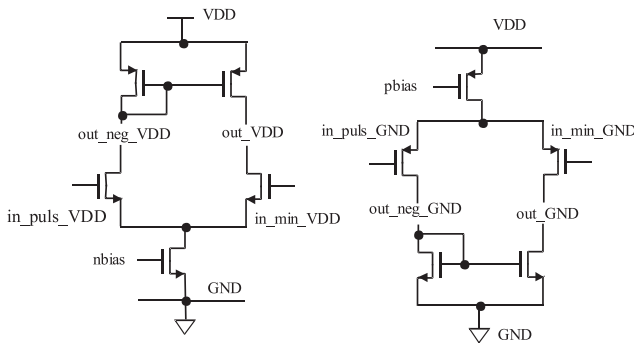 VDD
out_neg_VDD
out_VDD
in_puls_VDD
in_min_VDD
nbias
GND
VDD
pbias
in_puls_GND
in_min_GND
out_neg_GND
out_GND
GND